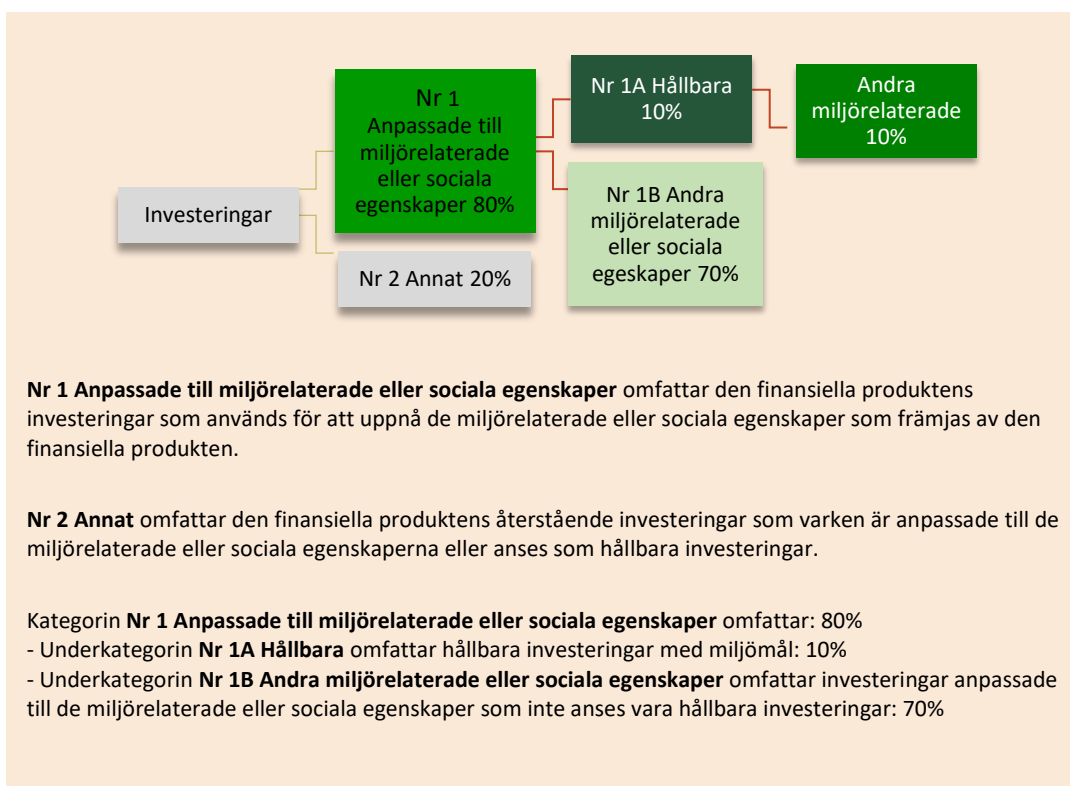 Investeringar
Nr 1
Anpassade till
miljörelaterade
eller sociala
egenskaper 80%
Nr 2 Annat 20%
Nr 1A Hållbara
10%
Nr 1B Andra
miljörelaterade
eller sociala
egeskaper 70%
Andra
miljörelaterade
10%
Nr 1 Anpassade till miljörelaterade eller sociala egenskaper omfattar den finansiella produktens
investeringar som används för att uppnå de miljörelaterade eller sociala egenskaper som främjas av den
finansiella produkten.
Nr 2 Annat omfattar den finansiella produktens återstående investeringar som varken är anpassade till de
miljörelaterade eller sociala egenskaperna eller anses som hållbara investeringar.
Kategorin Nr 1 Anpassade till miljörelaterade eller sociala egenskaper omfattar: 80%
- Underkategorin Nr 1A Hållbara omfattar hållbara investeringar med miljömål: 10%
- Underkategorin Nr 1B Andra miljörelaterade eller sociala egenskaper omfattar investeringar anpassade
till de miljörelaterade eller sociala egenskaper som inte anses vara hållbara investeringar: 70%